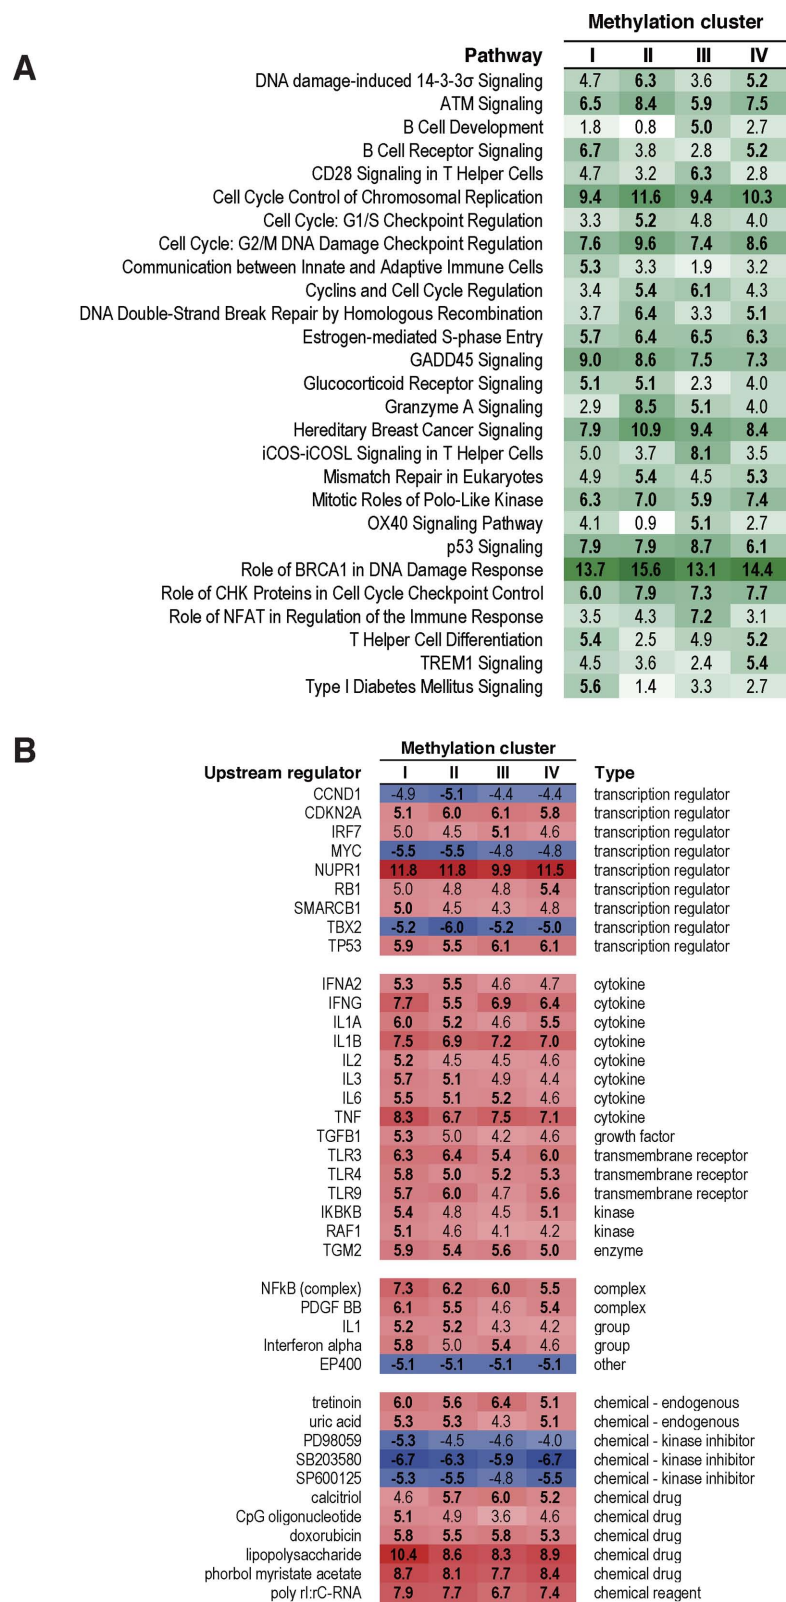 A
Methylation cluster
Pathway I II III IV
DNA damage-induced 14-3-3σ Signaling 4.7 6.3 3.6 5.2
ATM Signaling 6.5 8.4 5.9 7.5
B Cell Development 1.8 0.8 5.0 2.7
B Cell Receptor Signaling 6.7 3.8 2.8 5.2
CD28 Signaling in T Helper Cells 4.7 3.2 6.3 2.8
Cell Cycle Control of Chromosomal Replication 9.4 11.6 9.4 10.3
Cell Cycle: G1/S Checkpoint Regulation 3.3 5.2 4.8 4.0
Cell Cycle: G2/M DNA Damage Checkpoint Regulation 7.6 9.6 7.4 8.6
Communication between Innate and Adaptive Immune Cells 5.3 3.3 1.9 3.2
Cyclins and Cell Cycle Regulation 3.4 5.4 6.1 4.3
DNA Double-Strand Break Repair by Homologous Recombination 3.7 6.4 3.3 5.1
Estrogen-mediated S-phase Entry 5.7 6.4 6.5 6.3
GADD45 Signaling 9.0 8.6 7.5 7.3
Glucocorticoid Receptor Signaling 5.1 5.1 2.3 4.0
Granzyme A Signaling 2.9 8.5 5.1 4.0
Hereditary Breast Cancer Signaling 7.9 10.9 9.4 8.4
iCOS-iCOSL Signaling in T Helper Cells 5.0 3.7 8.1 3.5
Mismatch Repair in Eukaryotes 4.9 5.4 4.5 5.3
Mitotic Roles of Polo-Like Kinase 6.3 7.0 5.9 7.4
OX40 Signaling Pathway 4.1 0.9 5.1 2.7
p53 Signaling 7.9 7.9 8.7 6.1
Role of BRCA1 in DNA Damage Response 13.7 15.6 13.1 14.4
Role of CHK Proteins in Cell Cycle Checkpoint Control 6.0 7.9 7.3 7.7
Role of NFAT in Regulation of the Immune Response 3.5 4.3 7.2 3.1
T Helper Cell Differentiation 5.4 2.5 4.9 5.2
TREM1 Signaling 4.5 3.6 2.4 5.4
Type I Diabetes Mellitus Signaling 5.6 1.4 3.3 2.7
B
Methylation cluster
Upstream regulator I II III IV Type
CCND1 -4.9 -5.1 -4.4 -4.4 transcription regulator
CDKN2A 5.1 6.0 6.1 5.8 transcription regulator
IRF7 5.0 4.5 5.1 4.6 transcription regulator
MYC -5.5 -5.5 -4.8 -4.8 transcription regulator
NUPR1 11.8 11.8 9.9 11.5 transcription regulator
RB1 5.0 4.8 4.8 5.4 transcription regulator
SMARCB1 5.0 4.5 4.3 4.8 transcription regulator
TBX2 -5.2 -6.0 -5.2 -5.0 transcription regulator
TP53 5.9 5.5 6.1 6.1 transcription regulator
IFNA2 5.3 5.5 4.6 4.7 cytokine
IFNG 7.7 5.5 6.9 6.4 cytokine
IL1A 6.0 5.2 4.6 5.5 cytokine
IL1B 7.5 6.9 7.2 7.0 cytokine
IL2 5.2 4.5 4.5 4.6 cytokine
IL3 5.7 5.1 4.9 4.4 cytokine
IL6 5.5 5.1 5.2 4.6 cytokine
TNF 8.3 6.7 7.5 7.1 cytokine
TGFB1 5.3 5.0 4.2 4.6 growth factor
TLR3 6.3 6.4 5.4 6.0 transmembrane receptor
TLR4 5.8 5.0 5.2 5.3 transmembrane receptor
TLR9 5.7 6.0 4.7 5.6 transmembrane receptor
IKBKB 5.4 4.8 4.5 5.1 kinase
RAF1 5.1 4.6 4.1 4.2 kinase
TGM2 5.9 5.4 5.6 5.0 enzyme
NFkB (complex) 7.3 6.2 6.0 5.5 complex
PDGF BB 6.1 5.5 4.6 5.4 complex
IL1 5.2 5.2 4.3 4.2 group
Interferon alpha 5.8 5.0 5.4 4.6 group
EP400 -5.1 -5.1 -5.1 -5.1 other
tretinoin 6.0 5.6 6.4 5.1 chemical - endogenous
uric acid 5.3 5.3 4.3 5.1 chemical - endogenous
PD98059 -5.3 -4.5 -4.6 -4.0 chemical - kinase inhibitor
SB203580 -6.7 -6.3 -5.9 -6.7 chemical - kinase inhibitor
SP600125 -5.3 -5.5 -4.8 -5.5 chemical - kinase inhibitor
calcitriol 4.6 5.7 6.0 5.2 chemical drug
CpG oligonucleotide 5.1 4.9 3.6 4.6 chemical drug
doxorubicin 5.8 5.5 5.8 5.3 chemical drug
lipopolysaccharide 10.4 8.6 8.3 8.9 chemical drug
phorbol myristate acetate 8.7 8.1 7.7 8.4 chemical drug
poly rI:rC-RNA 7.9 7.7 6.7 7.4 chemical reagent